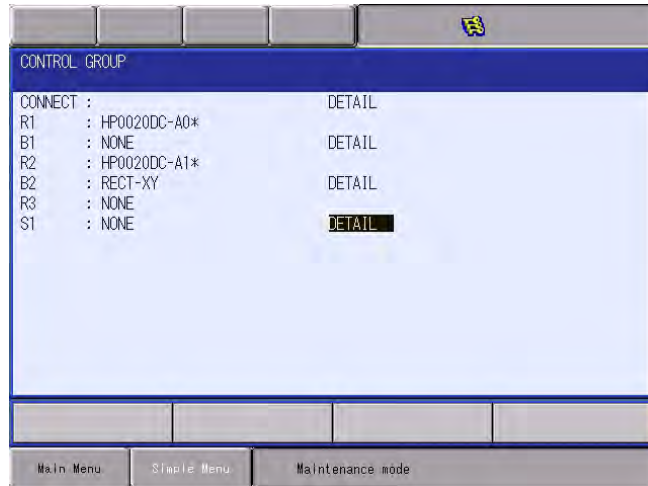 CONTROL GROUP
CONNECT : DETAIL
R1 : HP0020DC-A0*
B1 : NONE DETAIL
R2 : HP0020DC-A1*
B2 : RECT-XY DETAIL
R3 : NONE
S1 : NONE DETAIL
Main Menu Simple Menu Maintenance mode